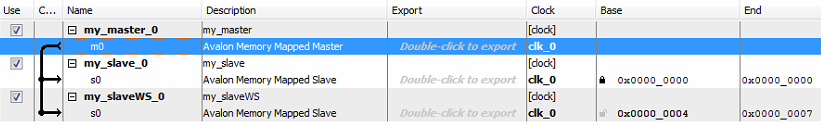 Use C... Name Description Export Clock Base End
my_master_0 my_master [clock]
m0 Avalon Memory Mapped Master Double-click to export clk_0
my_slave_0 my_slave [clock]
s0 Avalon Memory Mapped Slave Double-click to export clk_0 0x0000_0000 0x0000_0000
my_slaveWS_0 my_slaveWS [clock]
s0 Avalon Memory Mapped Slave Double-click to export clk_0 0x0000_0004 0x0000_0007